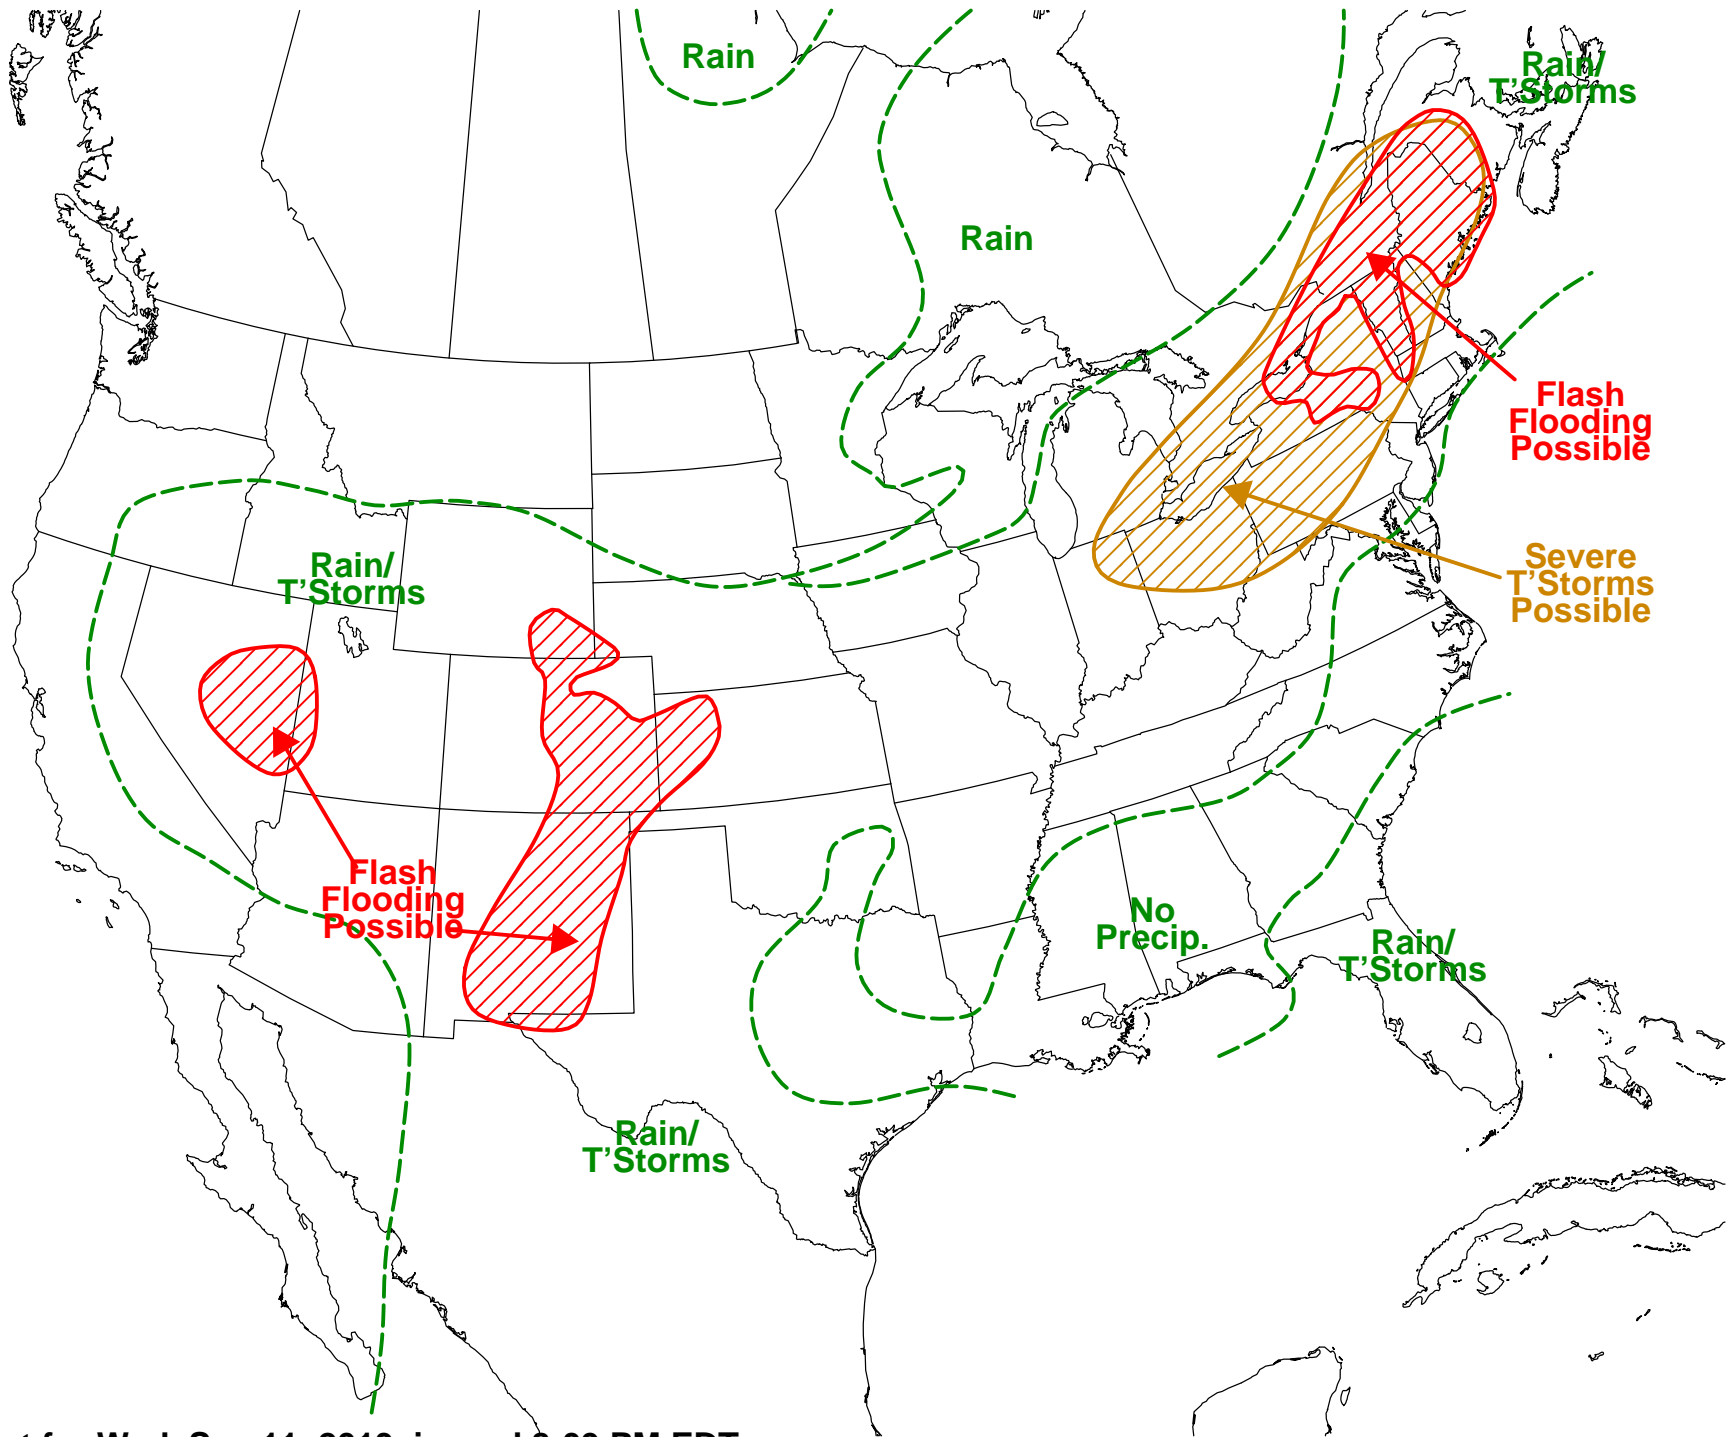 Rain
Rain/
T'Storms
Rain
Flash
Flooding
Possible
Rain/
T'Storms
Severe
T'Storms
Possible
Flash
Flooding
Possible
No
Precip.
Rain/
T'Storms
Rain/
T'Storms